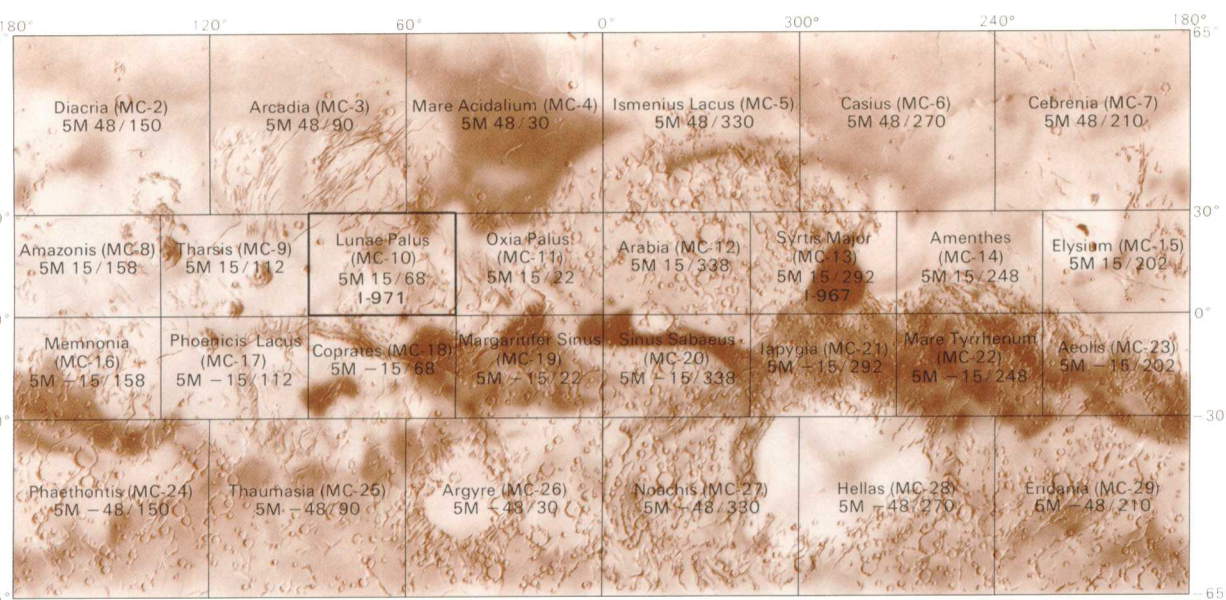 180° 120° 60° 0° 300° 240° 180°
65°
Diacria (MC-2)
5M 48/150
Arcadia (MC-3)
5M 48/90
Mare Acidalium (MC-4)
5M 48/30
Ismenius Lacus (MC-5)
5M 48/330
Casius (MC-6)
5M 48/270
Cebrenia (MC-7)
5M 48/210
30°
Amazonis (MC-8)
5M 15/158
Tharsis (MC-9)
5M 15/112
Lunae Palus
(MC-10)
5M 15/68
I-971
Oxia Palus
(MC-11)
5M 15/22
Arabia (MC-12)
5M 15/338
Syrtis Major
(MC-13)
5M 15/292
I-967
Amenthes
(MC-14)
5M 15/248
Elysium (MC-15)
5M 15/202
0°
Memnonia
(MC-16)
5M −15/158
Phoenicis Lacus
(MC-17)
5M −15/112
Coprates (MC-18)
5M −15/68
Margaritifer Sinus
(MC-19)
5M −15/22
Sinus Sabaeus
(MC-20)
5M −15/338
Iapygia (MC-21)
5M −15/292
Mare Tyrrhenum
(MC-22)
5M −15/248
Aeolis (MC-23)
5M −15/202
−30°
Phaethontis (MC-24)
5M −48/150
Thaumasia (MC-25)
5M −48/90
Argyre (MC-26)
5M −48/30
Noachis (MC-27)
5M −48/330
Hellas (MC-28)
5M −48/270
Eridania (MC-29)
5M −48/210
−65°